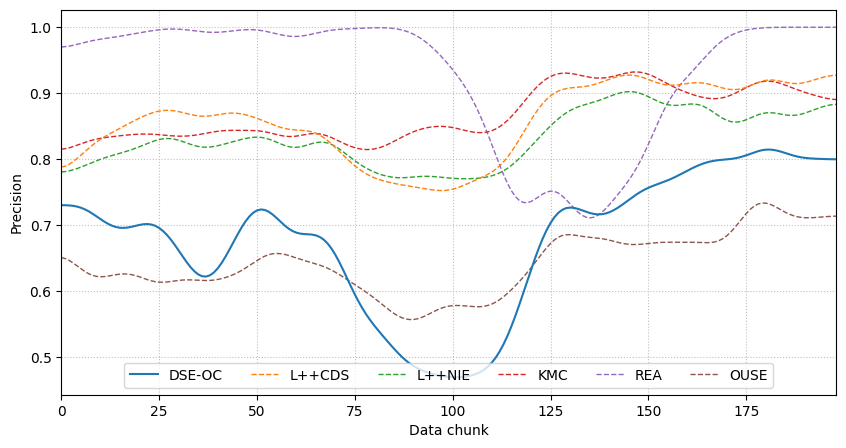 1.0
0.9
0.8
0.7
0.6
0.5
Precision
DSE-OC L++CDS L++NIE KMC REA OUSE
0 25 50 75 100 125 150 175
Data chunk